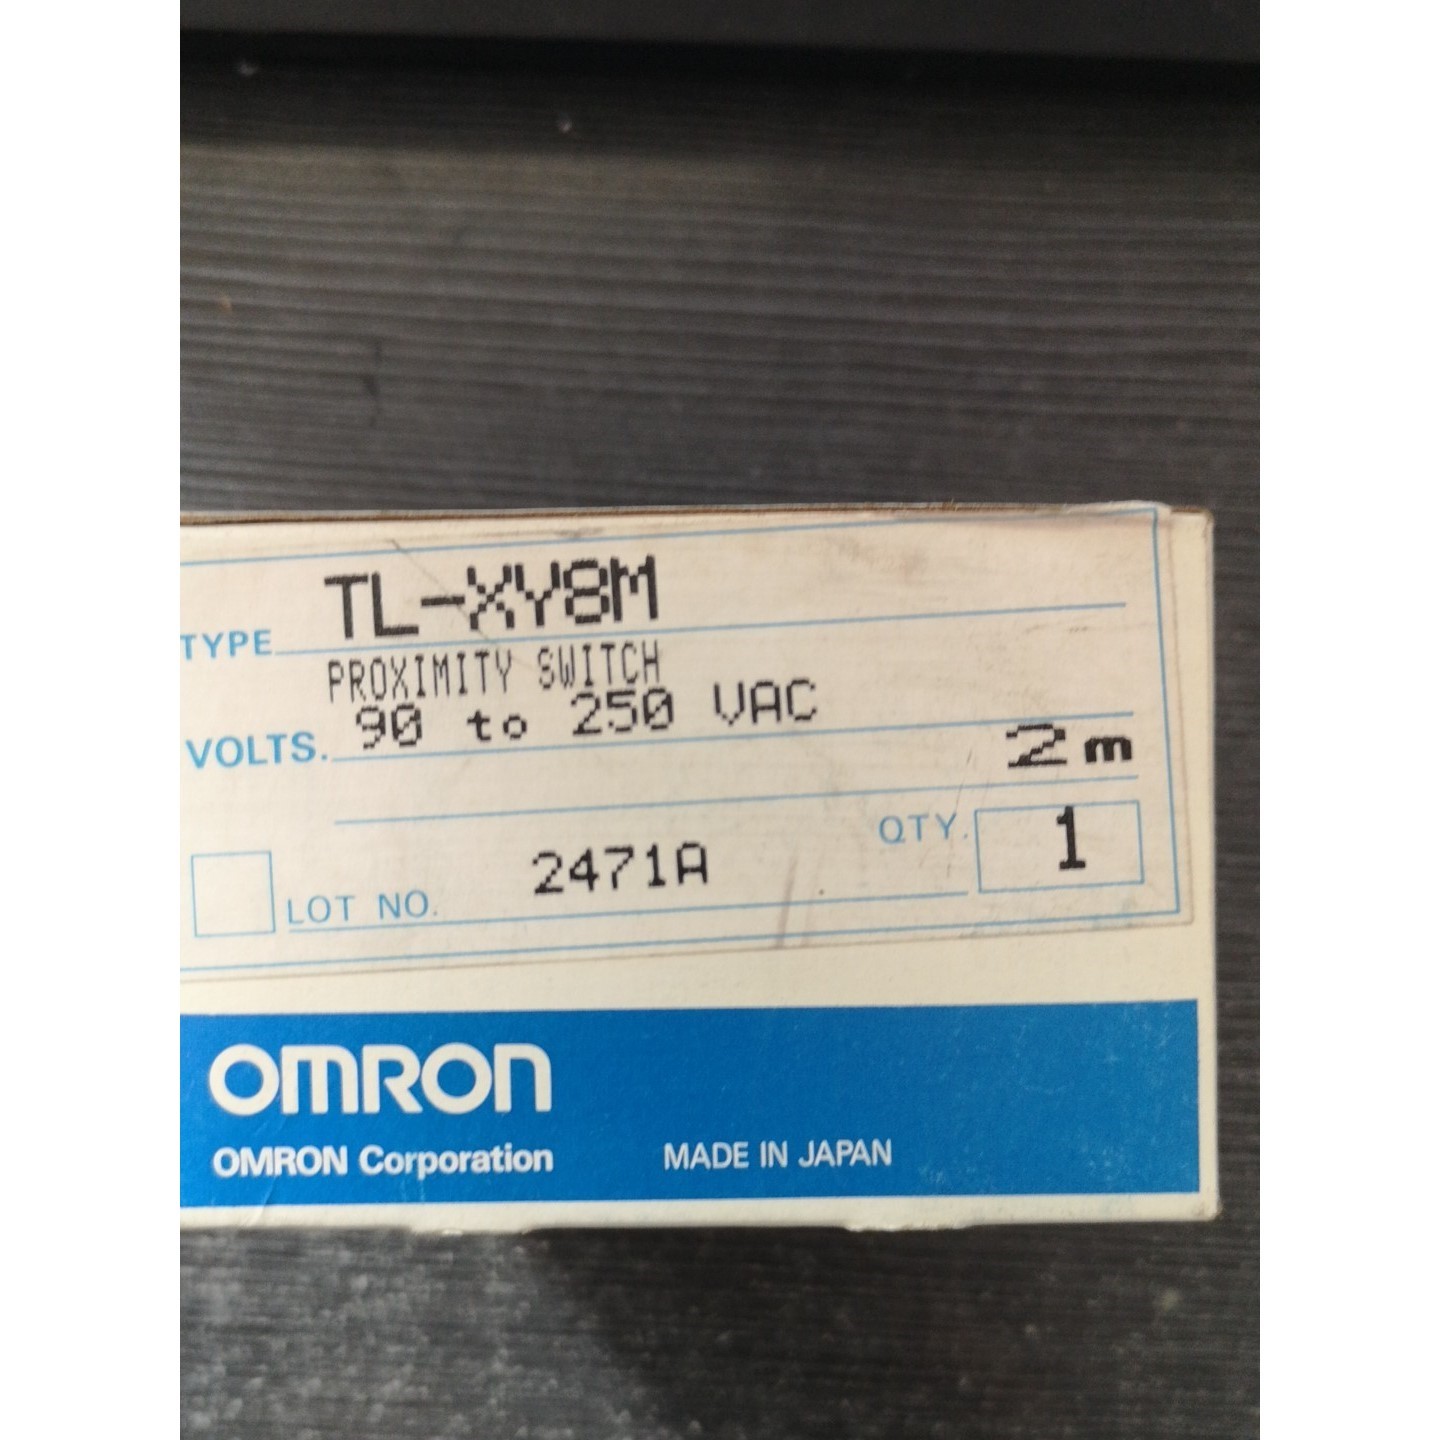 TYPE TL-XY8M
PROXIMITY SWITCH
VOLTS. 90 to 250 VAC
2m
QTY. 1
LOT NO. 2471A
OMRON
OMRON Corporation MADE IN JAPAN